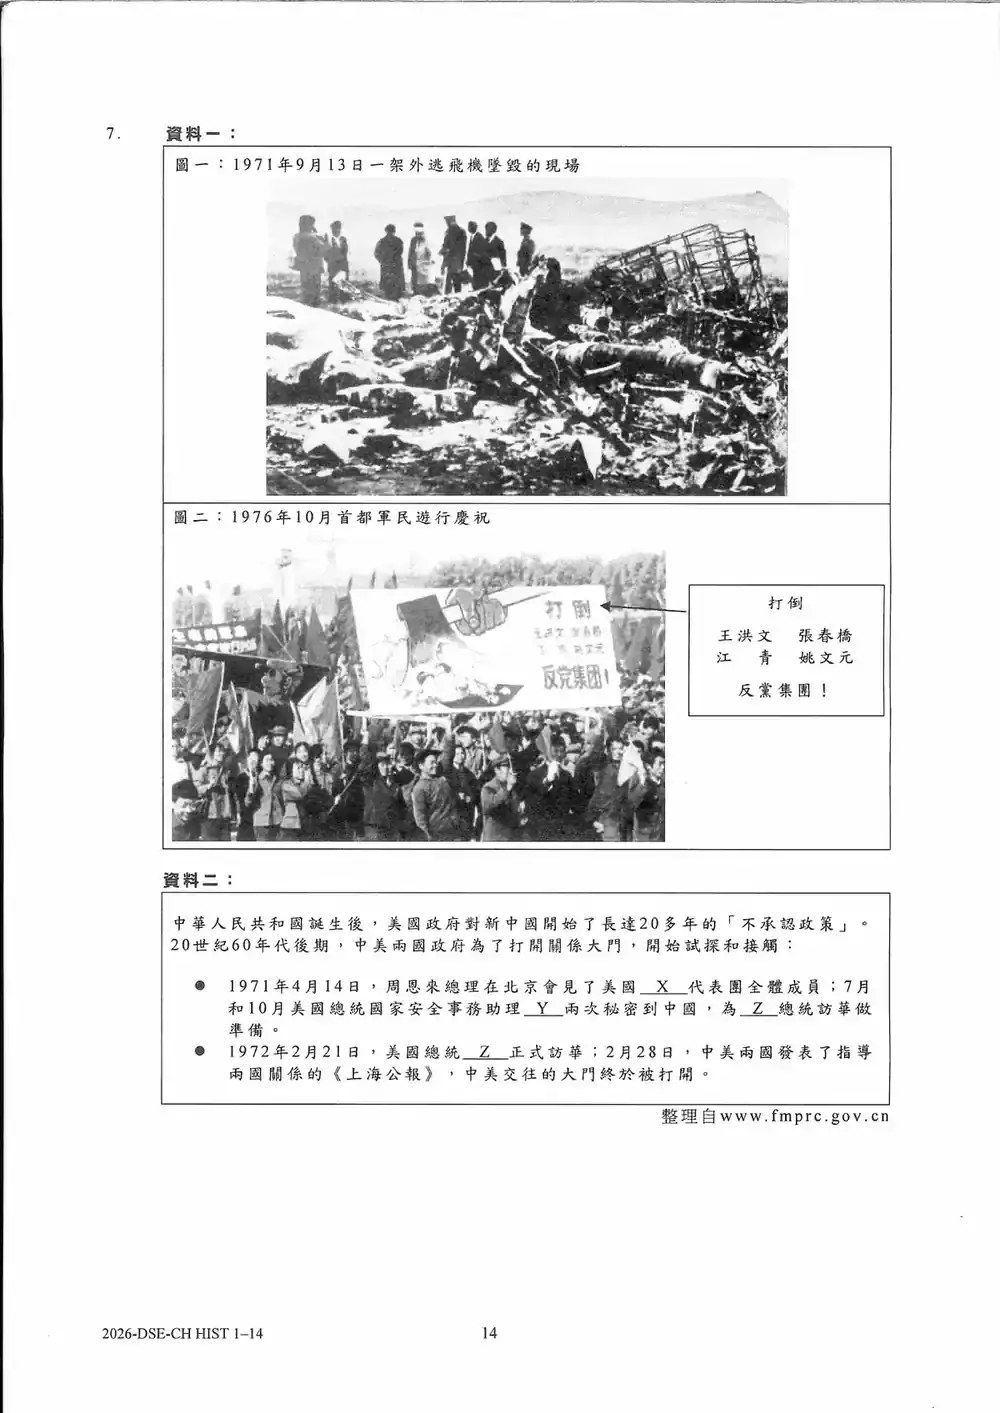 7.
資料一：
圖一：1971年9月13日一架外逃飛機墜毀的現場
圖二：1976年10月首都軍民遊行慶祝
打倒
王洪文 張春橋
江 青 姚文元
反党集团！
打倒
王洪文 張春橋
江 青 姚文元
反黨集團！
資料二：
中華人民共和國誕生後，美國政府對新中國開始了長達20多年的「不承認政策」。
20世紀60年代後期，中美兩國政府為了打開關係大門，開始試探和接觸：
● 1971年4月14日，周恩來總理在北京會見了美國 X 代表團全體成員；7月
和10月美國總統國家安全事務助理 Y 兩次秘密到中國，為 Z 總統訪華做
準備。
● 1972年2月21日，美國總統 Z 正式訪華；2月28日，中美兩國發表了指導
兩國關係的《上海公報》，中美交往的大門終於被打開。
整理自www.fmprc.gov.cn
2026-DSE-CH HIST 1–14
14